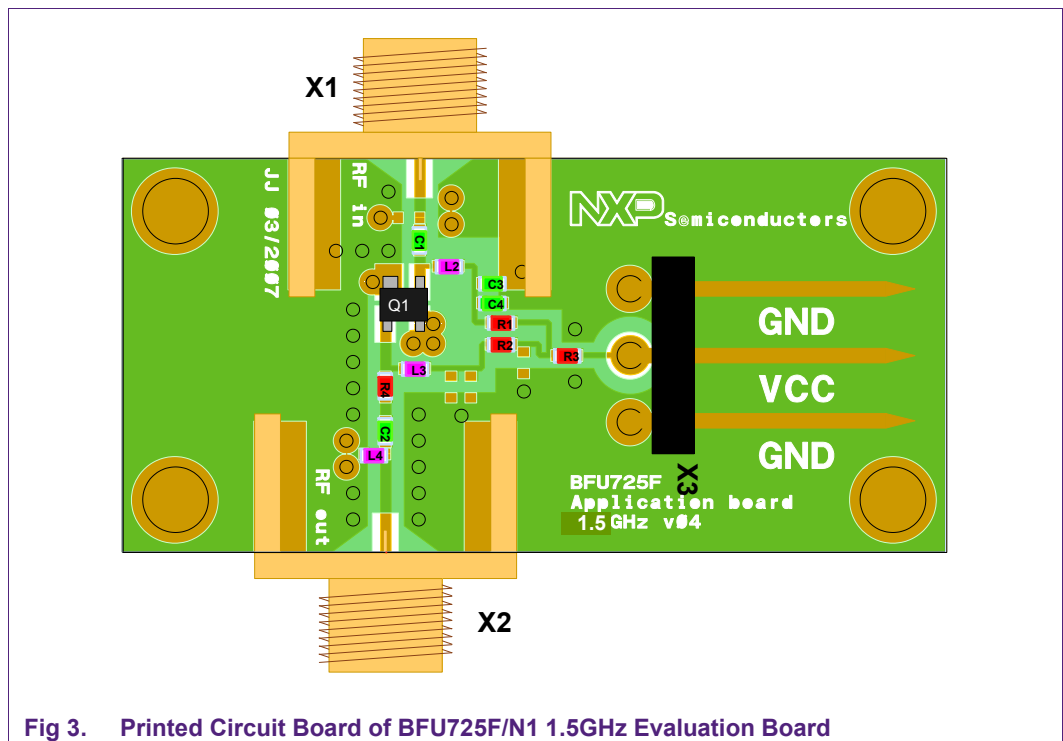 X1
RF in
JJ 03/2007
NXP Semiconductors
C1
L2
C3
C4
Q1
R1
R2
R3
L3
R4
C2
L4
GND
VCC
GND
X3
RF out
BFU725F
Application board
1.5 GHz v04
X2
Fig 3. Printed Circuit Board of BFU725F/N1 1.5GHz Evaluation Board